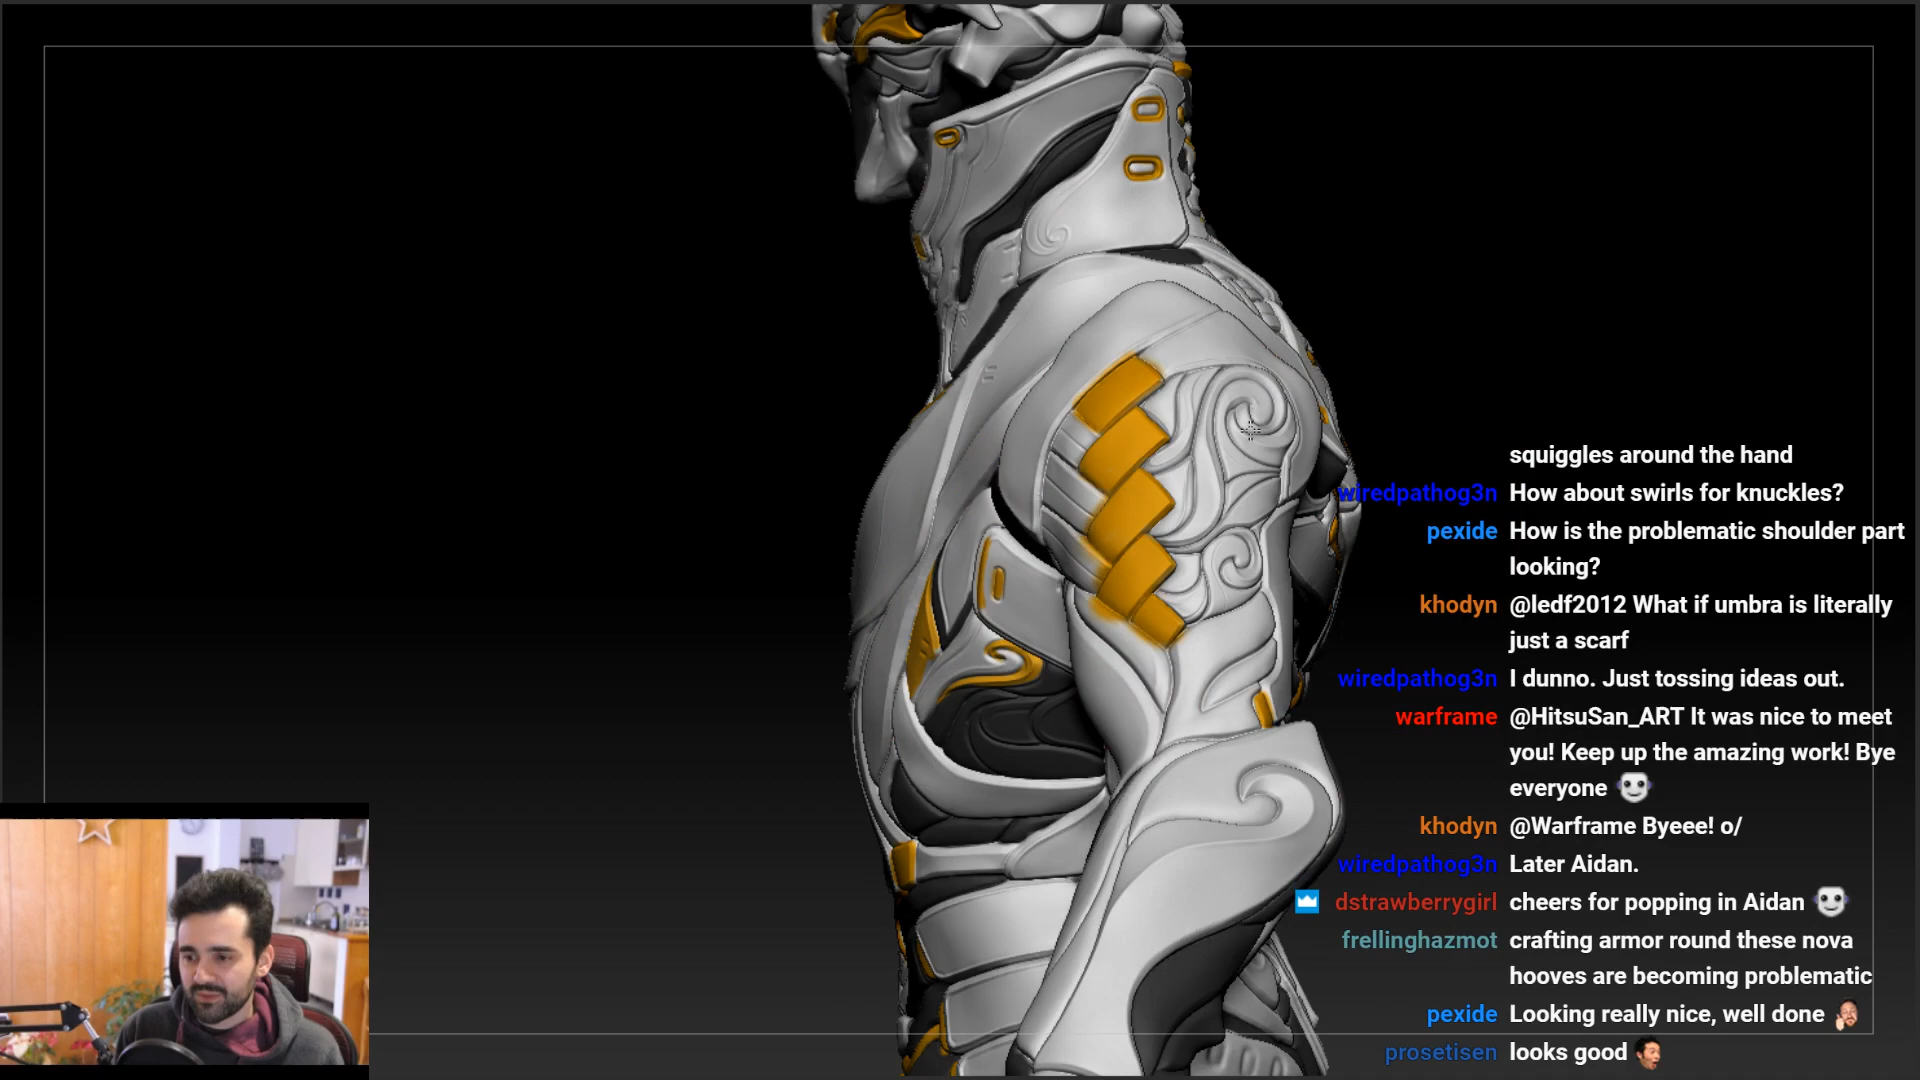 squiggles around the hand
wiredpathog3n How about swirls for knuckles?
pexide How is the problematic shoulder part
looking?
khodyn @ledf2012 What if umbra is literally
just a scarf
wiredpathog3n I dunno. Just tossing ideas out.
warframe @HitsuSan_ART It was nice to meet
you! Keep up the amazing work! Bye
everyone
khodyn @Warframe Byeee! o/
wiredpathog3n Later Aidan.
dstrawberrygirl cheers for popping in Aidan
frellinghazmot crafting armor round these nova
hooves are becoming problematic
pexide Looking really nice, well done
prosetisen looks good